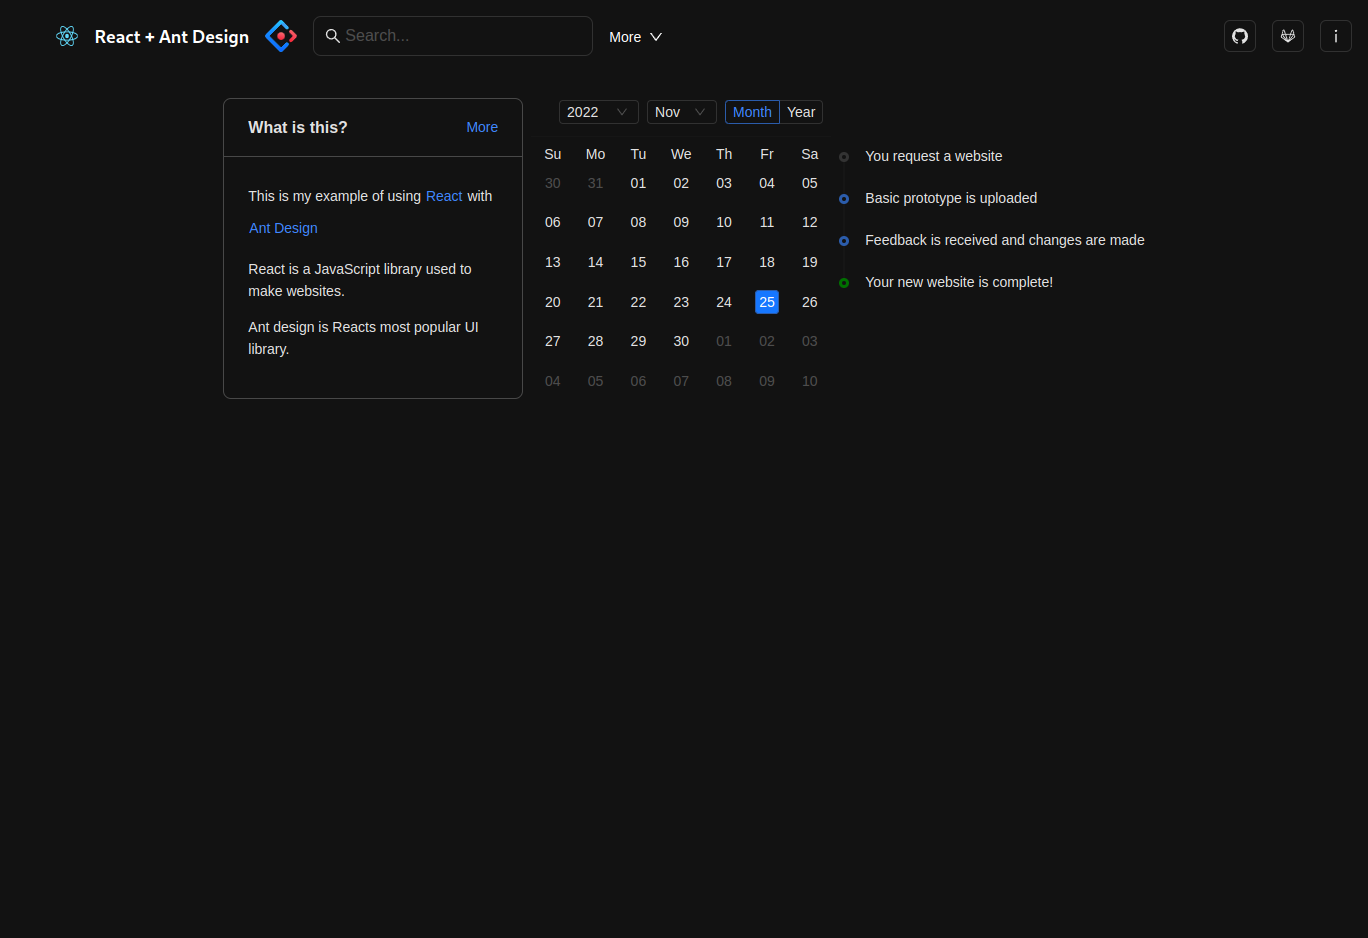 React + Ant Design
Search...
More
What is this?
More
This is my example of using React with
Ant Design
React is a JavaScript library used to
make websites.
Ant design is Reacts most popular UI
library.
2022 Nov Month Year
Su Mo Tu We Th Fr Sa
30 31 01 02 03 04 05
06 07 08 09 10 11 12
13 14 15 16 17 18 19
20 21 22 23 24 25 26
27 28 29 30 01 02 03
04 05 06 07 08 09 10
You request a website
Basic prototype is uploaded
Feedback is received and changes are made
Your new website is complete!